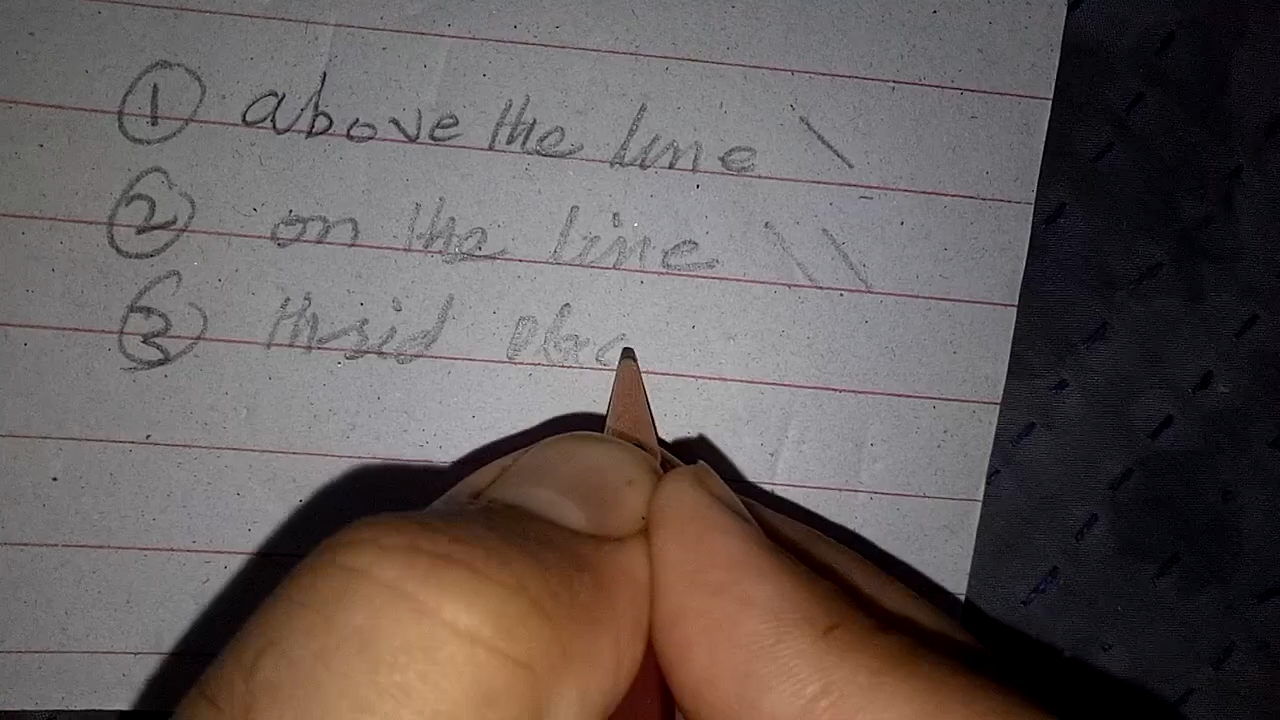 ① above the line \
② on the line \\
③ third plac